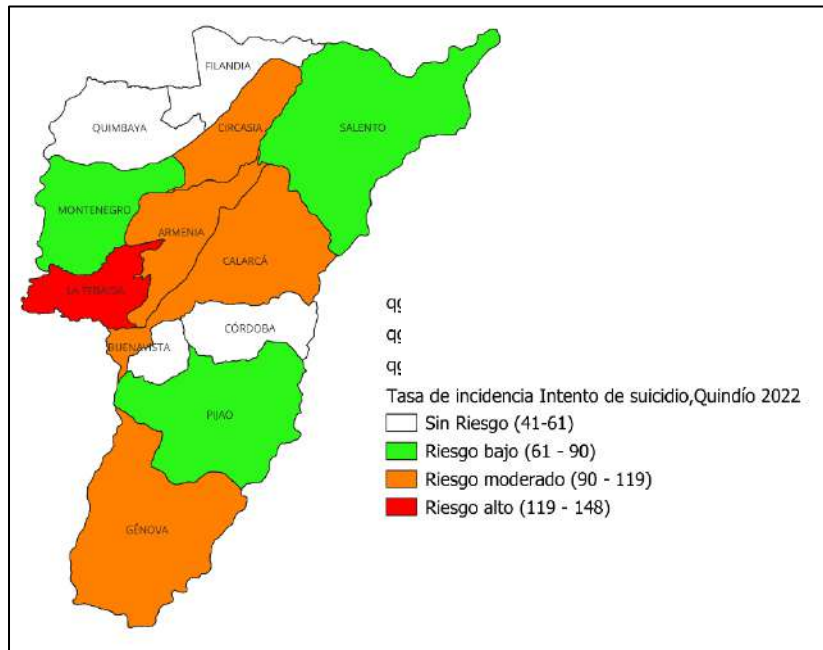 FILANDIA
QUIMBAYA
CIRCASIA
SALENTO
MONTENEGRO
ARMENIA
CALARCÁ
LA TEBAIDA
CÓRDOBA
BUENAVISTA
PIJAO
GÉNOVA
Tasa de incidencia Intento de suicidio,Quindío 2022
Sin Riesgo (41-61)
Riesgo bajo (61 - 90)
Riesgo moderado (90 - 119)
Riesgo alto (119 - 148)